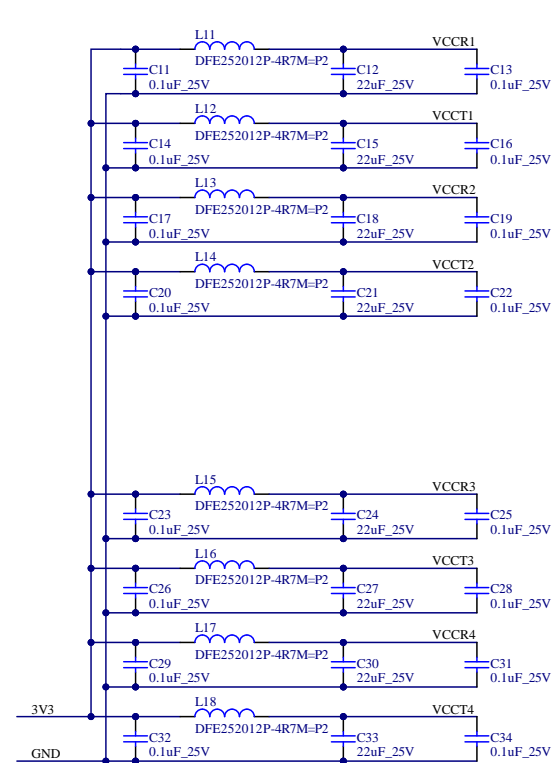 L11
VCCR1
DFE252012P-4R7M=P2
C11
C12
C13
0.1uF_25V
22uF_25V
0.1uF_25V
L12
VCCT1
DFE252012P-4R7M=P2
C14
C15
C16
0.1uF_25V
22uF_25V
0.1uF_25V
L13
VCCR2
DFE252012P-4R7M=P2
C17
C18
C19
0.1uF_25V
22uF_25V
0.1uF_25V
L14
VCCT2
DFE252012P-4R7M=P2
C20
C21
C22
0.1uF_25V
22uF_25V
0.1uF_25V
L15
VCCR3
DFE252012P-4R7M=P2
C23
C24
C25
0.1uF_25V
22uF_25V
0.1uF_25V
L16
VCCT3
DFE252012P-4R7M=P2
C26
C27
C28
0.1uF_25V
22uF_25V
0.1uF_25V
L17
VCCR4
DFE252012P-4R7M=P2
C29
C30
C31
0.1uF_25V
22uF_25V
0.1uF_25V
3V3
L18
VCCT4
DFE252012P-4R7M=P2
C32
C33
C34
GND
0.1uF_25V
22uF_25V
0.1uF_25V